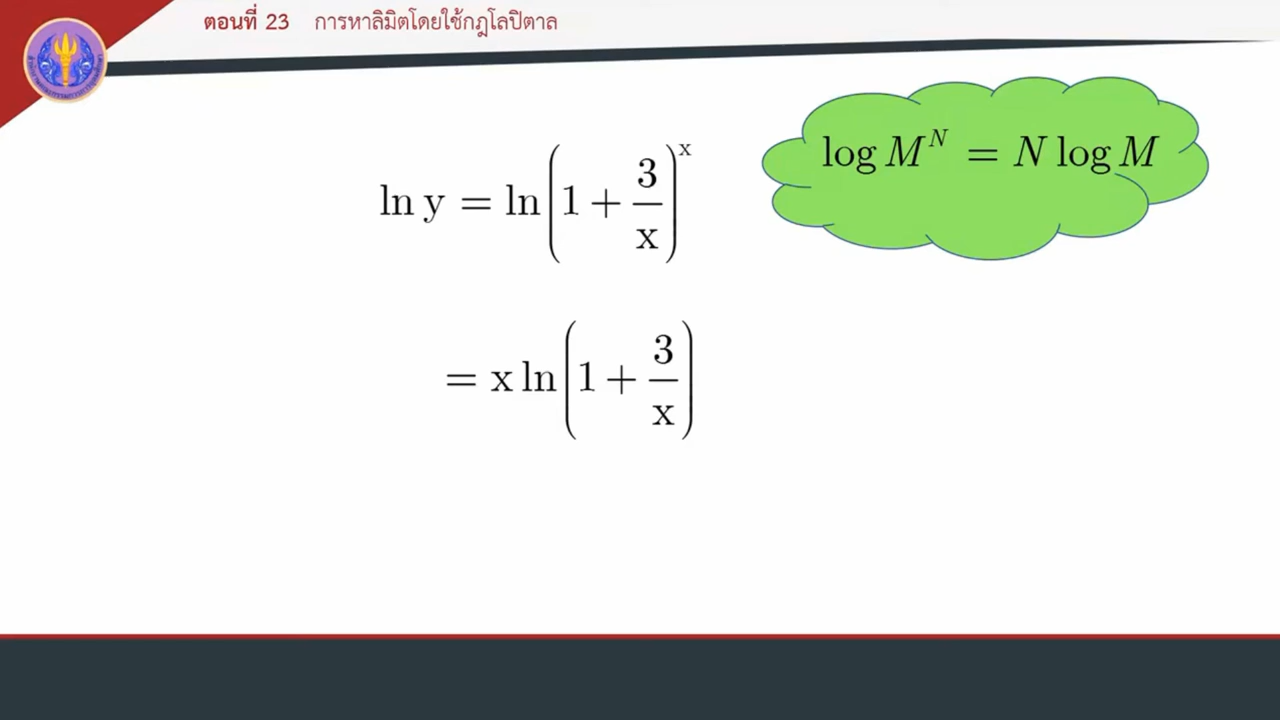 ตอนที่ 23 การหาลิมิตโดยใช้กฎโลปิตาล
log M^N = N log M
ln y = ln(1 + 3/x)^x
= x ln(1 + 3/x)